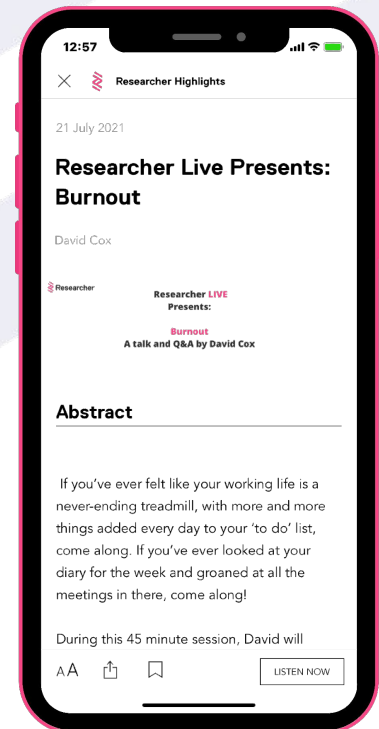 12:57
Researcher Highlights
21 July 2021
Researcher Live Presents:
Burnout
David Cox
Researcher
Researcher LIVE
Presents:
Burnout
A talk and Q&A by David Cox
Abstract
If you’ve ever felt like your working life is a
never-ending treadmill, with more and more
things added every day to your ‘to do’ list,
come along. If you’ve ever looked at your
diary for the week and groaned at all the
meetings in there, come along!
During this 45 minute session, David will
AA
LISTEN NOW